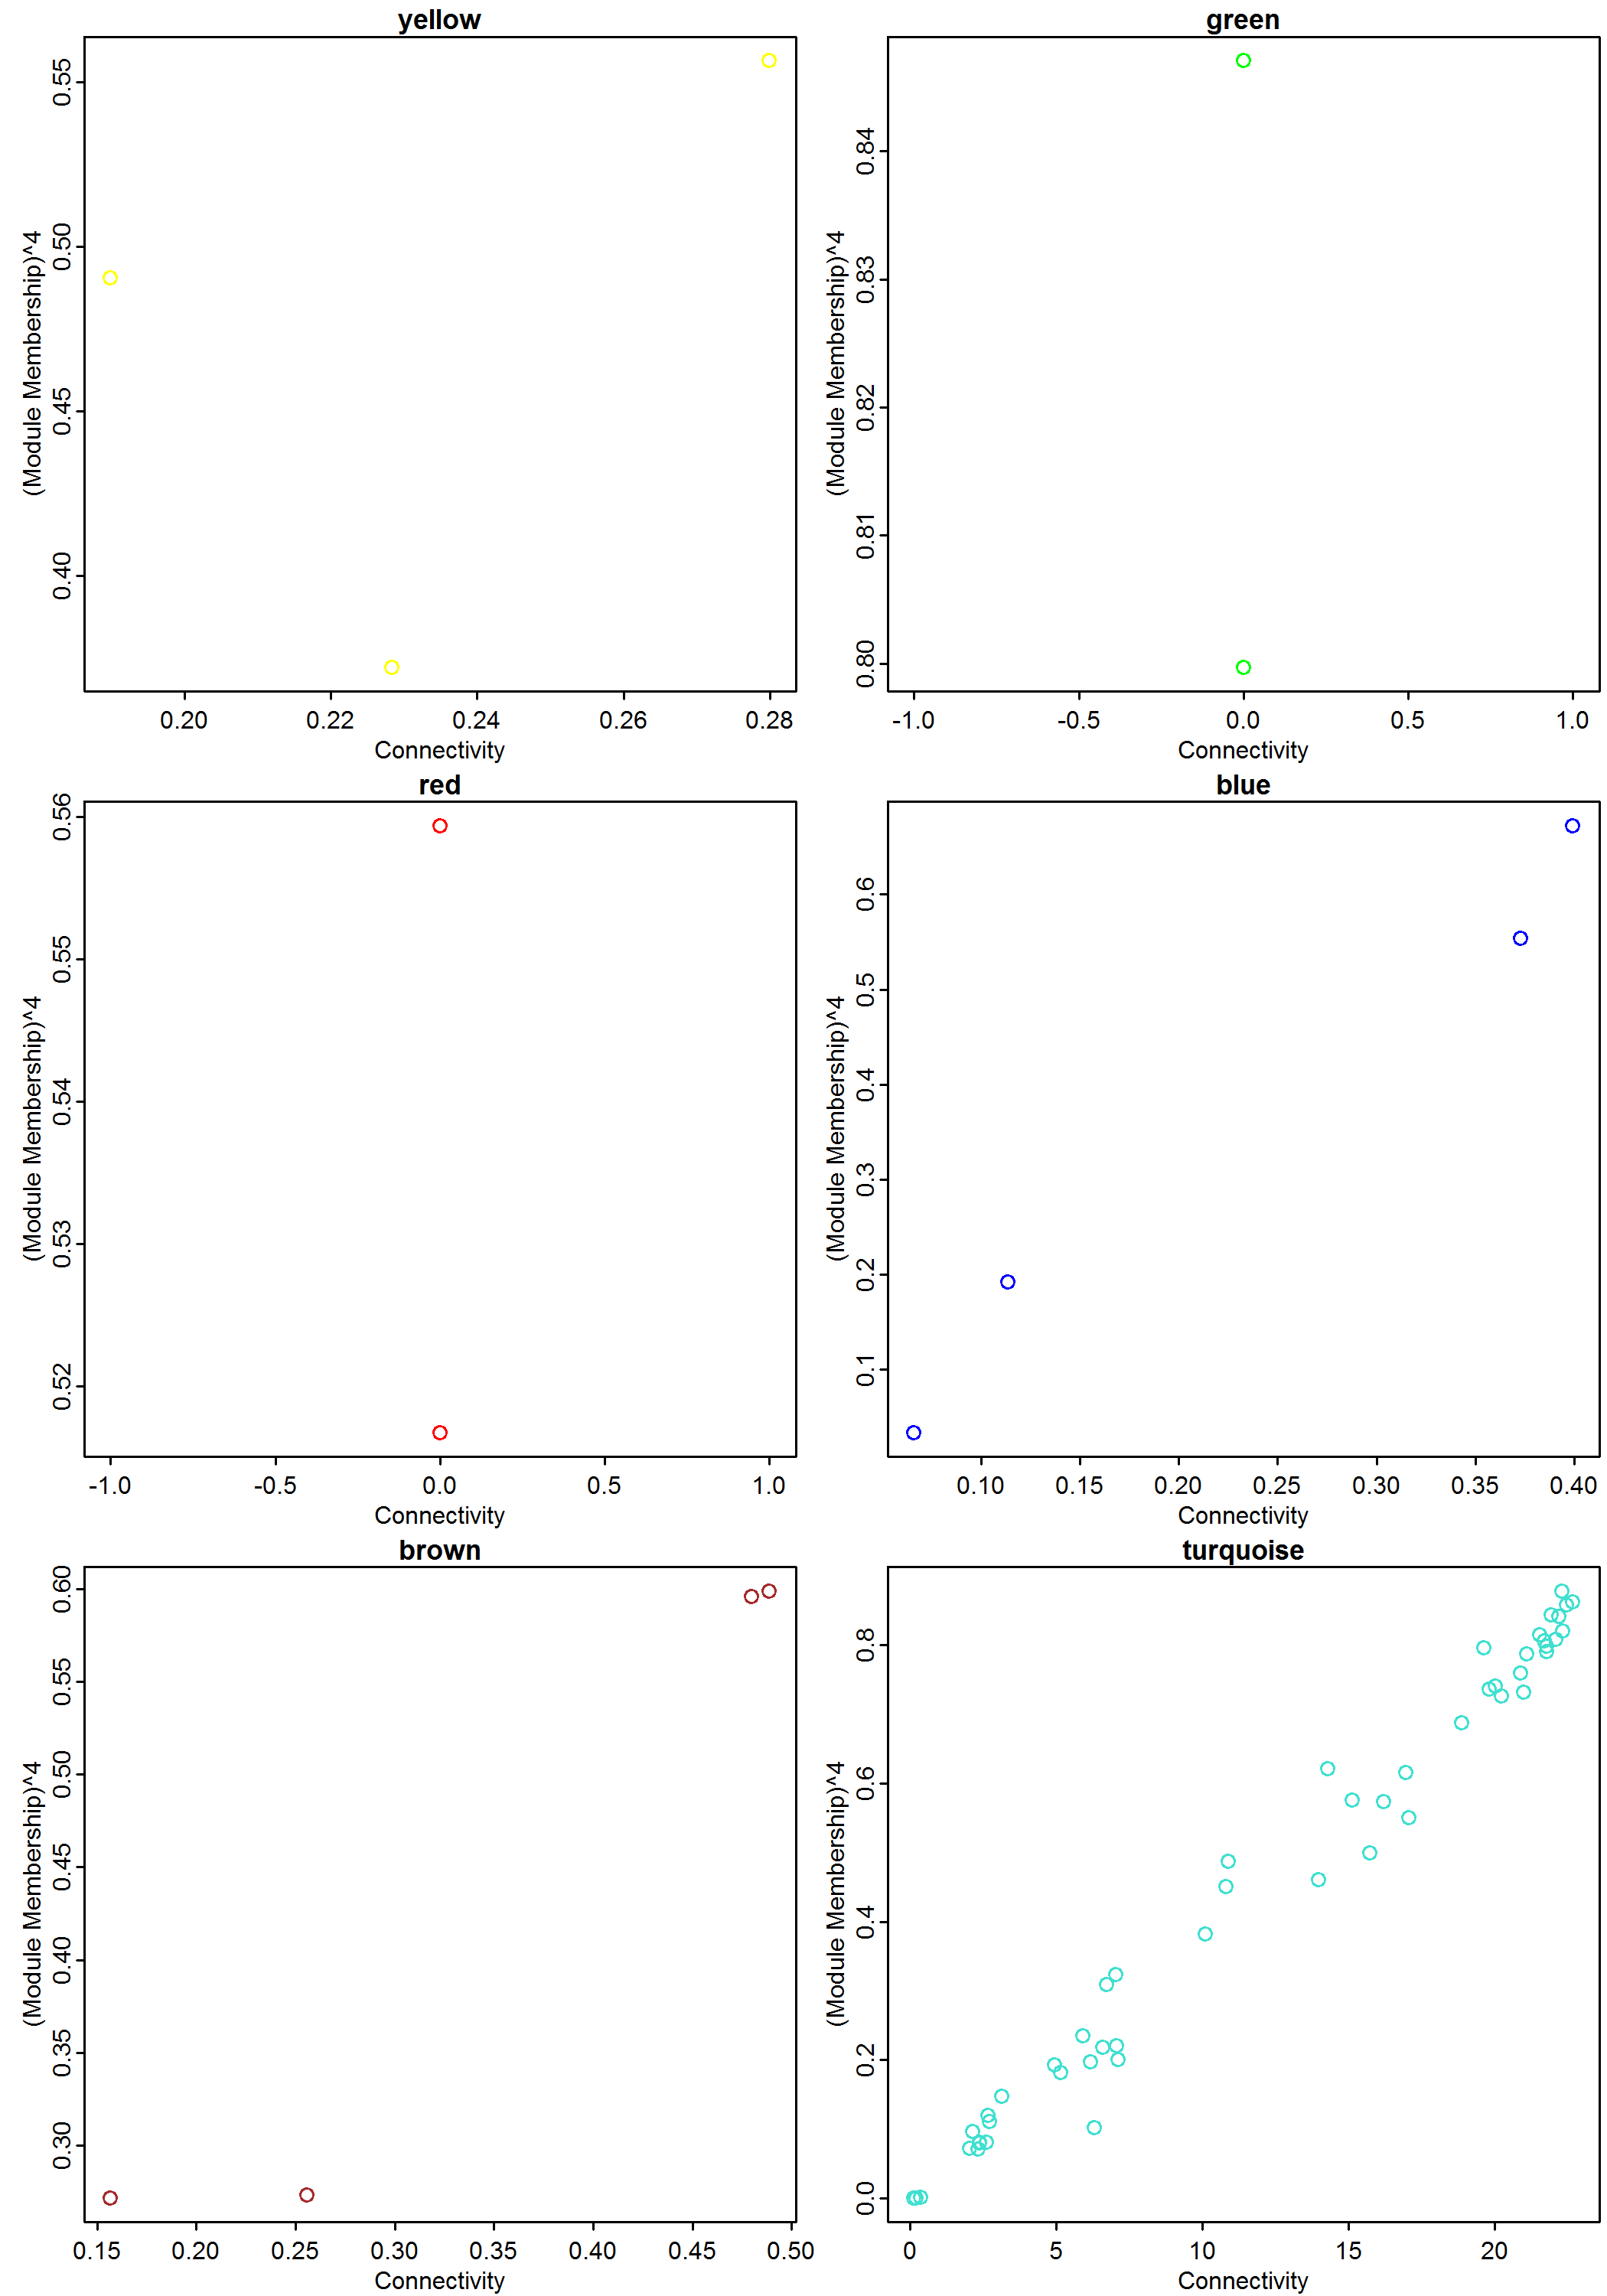 yellow
(Module Membership)^4
0.40 0.45 0.50 0.55
0.20 0.22 0.24 0.26 0.28
Connectivity
green
(Module Membership)^4
0.80 0.81 0.82 0.83 0.84
-1.0 -0.5 0.0 0.5 1.0
Connectivity
red
(Module Membership)^4
0.52 0.53 0.54 0.55 0.56
-1.0 -0.5 0.0 0.5 1.0
Connectivity
blue
(Module Membership)^4
0.1 0.2 0.3 0.4 0.5 0.6
0.10 0.15 0.20 0.25 0.30 0.35 0.40
Connectivity
brown
(Module Membership)^4
0.30 0.35 0.40 0.45 0.50 0.55 0.60
0.15 0.20 0.25 0.30 0.35 0.40 0.45 0.50
Connectivity
turquoise
(Module Membership)^4
0.0 0.2 0.4 0.6 0.8
0 5 10 15 20
Connectivity